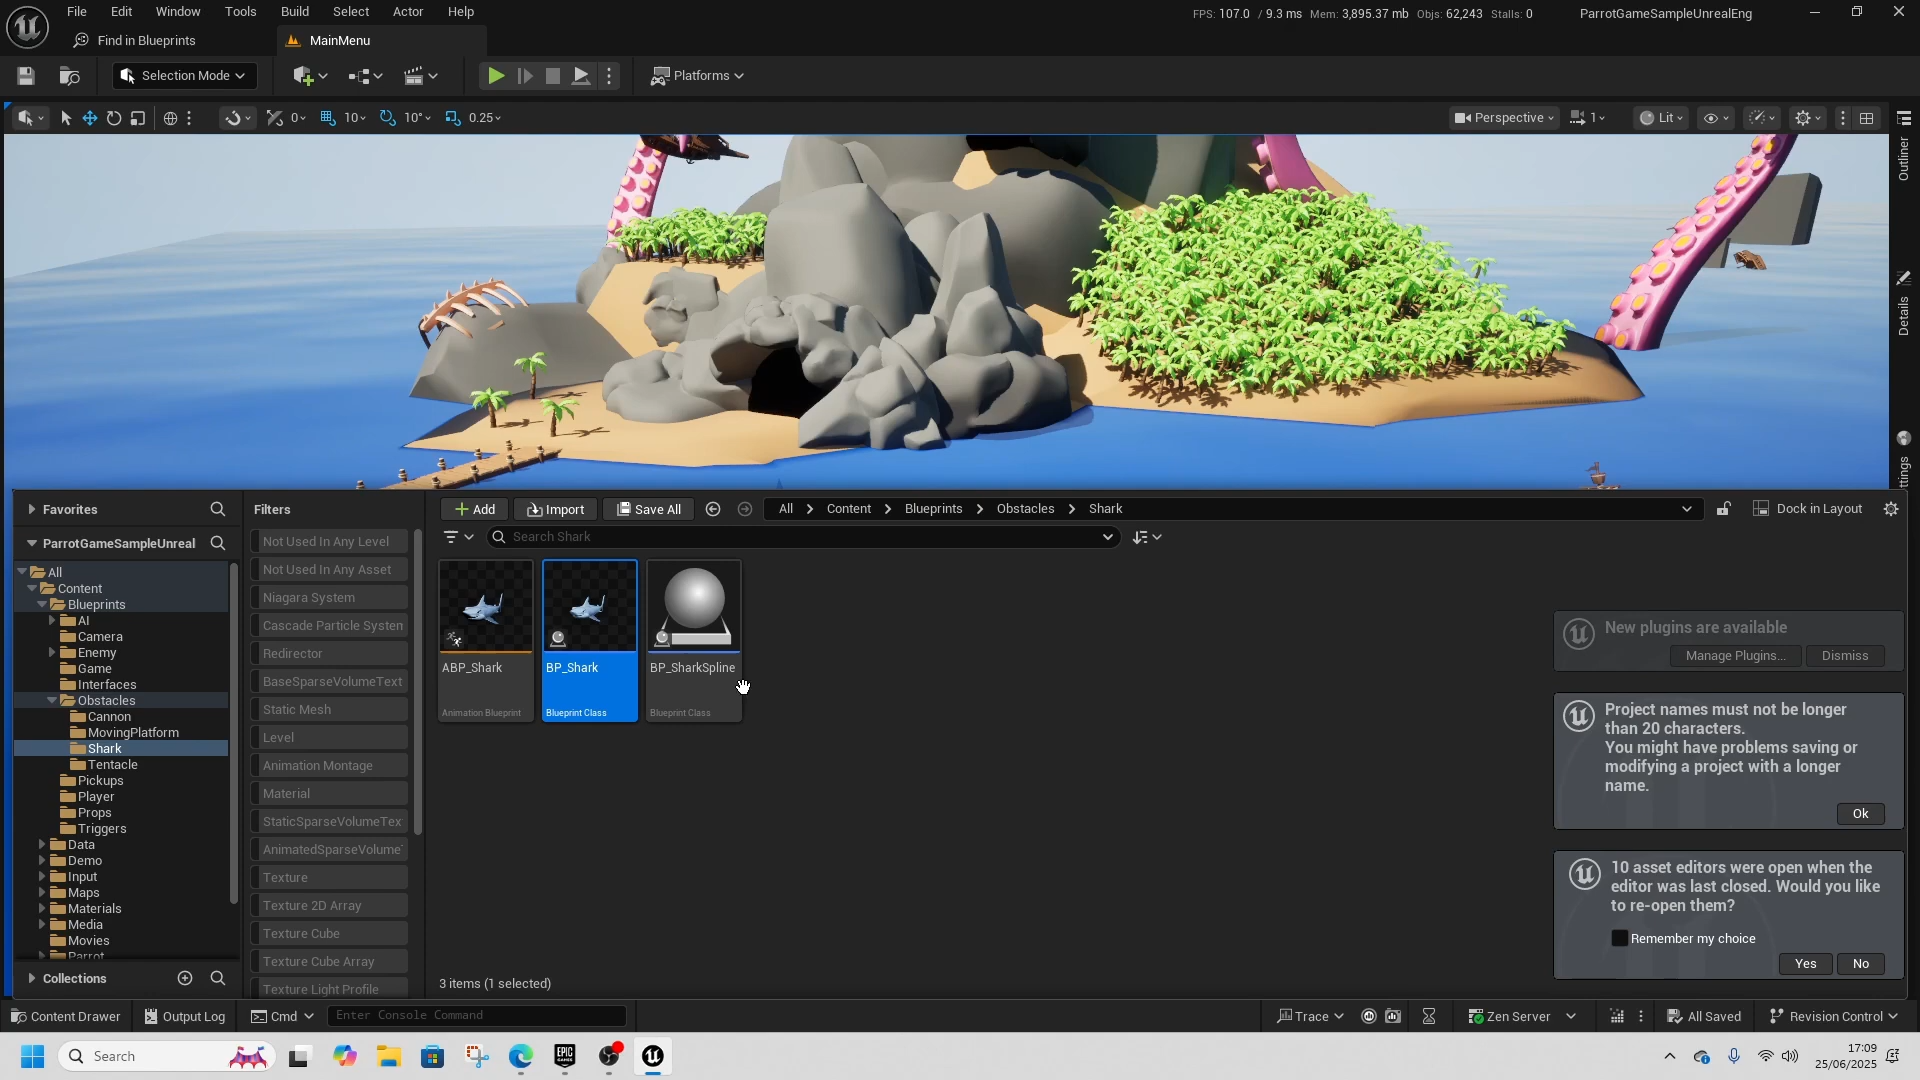 File Edit Window Tools Build Select Actor Help
FPS: 107.0 / 9.3 ms Mem: 3,895.37 mb Objs: 62,243 Stalls: 0 ParrotGameSampleUnrealEng
Find in Blueprints MainMenu
Selection Mode Platforms
0 10 10° 0.25 Perspective 1 Lit
Outliner
Details
ttings
Favorites Filters Add Import Save All All Content Blueprints Obstacles Shark Dock in Layout
ParrotGameSampleUnreal
Search Shark
All
Content
Blueprints
AI
Camera
Enemy
Game
Interfaces
Obstacles
Cannon
MovingPlatform
Shark
Tentacle
Pickups
Player
Props
Triggers
Data
Demo
Input
Maps
Materials
Media
Movies
Parrot
Collections
Not Used In Any Level
Not Used In Any Asset
Niagara System
Cascade Particle System
Redirector
BaseSparseVolumeText
Static Mesh
Level
Animation Montage
Material
StaticSparseVolumeTex
AnimatedSparseVolume
Texture
Texture 2D Array
Texture Cube
Texture Cube Array
Texture Light Profile
ABP_Shark
Animation Blueprint
BP_Shark
Blueprint Class
BP_SharkSpline
Blueprint Class
3 items (1 selected)
New plugins are available
Manage Plugins... Dismiss
Project names must not be longer
than 20 characters.
You might have problems saving or
modifying a project with a longer
name.
Ok
10 asset editors were open when the
editor was last closed. Would you like
to re-open them?
Remember my choice
Yes No
Content Drawer Output Log Cmd Enter Console Command Trace Zen Server All Saved Revision Control
Search
EPIC GAMES
17:09
25/06/2025